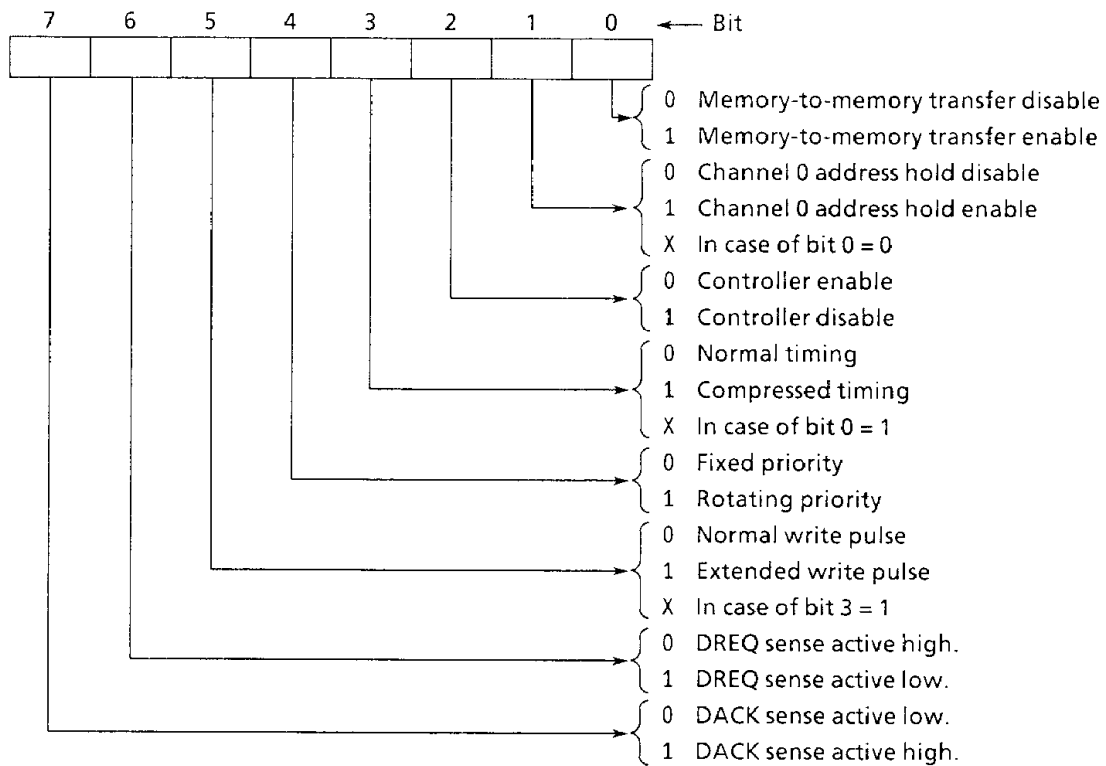 7 6 5 4 3 2 1 0 Bit
0 Memory-to-memory transfer disable
1 Memory-to-memory transfer enable
0 Channel 0 address hold disable
1 Channel 0 address hold enable
X In case of bit 0 = 0
0 Controller enable
1 Controller disable
0 Normal timing
1 Compressed timing
X In case of bit 0 = 1
0 Fixed priority
1 Rotating priority
0 Normal write pulse
1 Extended write pulse
X In case of bit 3 = 1
0 DREQ sense active high.
1 DREQ sense active low.
0 DACK sense active low.
1 DACK sense active high.